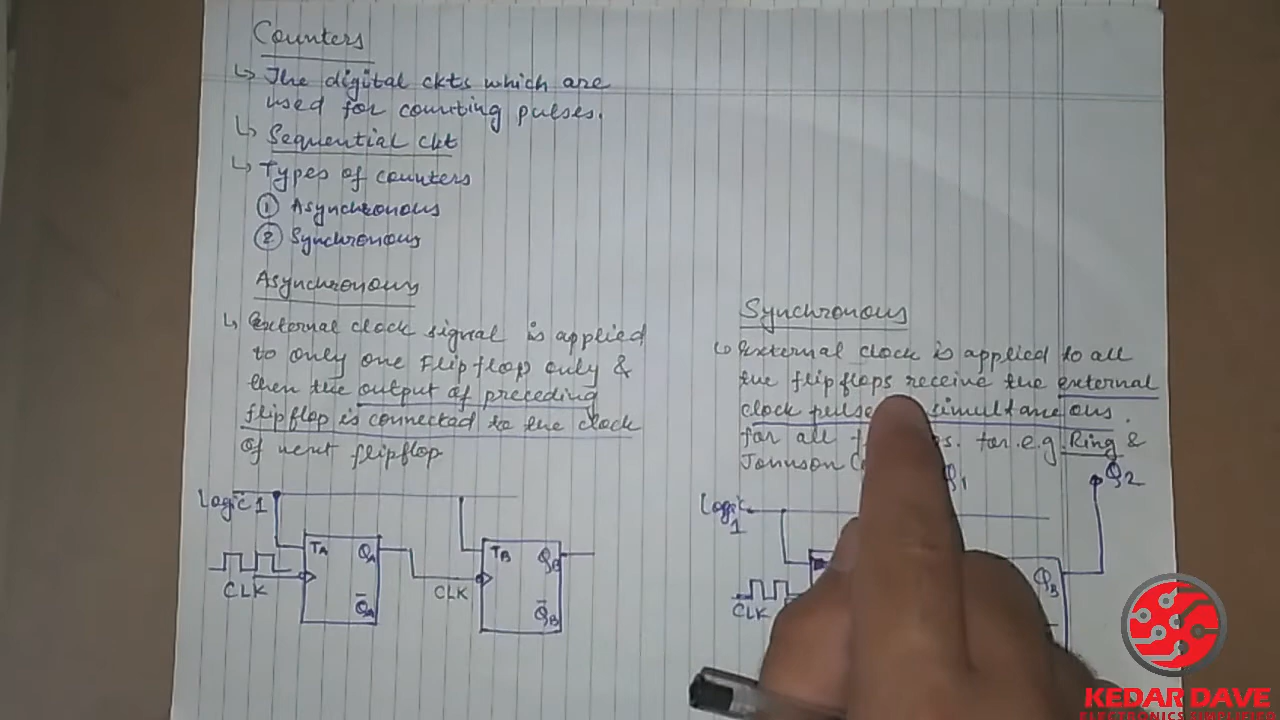 Counters
↳ The digital ckts which are
used for counting pulses.
↳ Sequential ckt
↳ Types of counters
① Asynchronous
② Synchronous
Asynchronous
↳ External clock signal is applied
to only one flipflop only &
then the output of preceding
flipflop is connected to the clock
of next flipflop
Logic 1
TA QA
CLK
Q̅A
TB QB
CLK
Q̅B
Synchronous
↳ External clock is applied to all
the flipflops receive the external
clock pulse simultaneous.
for all for e.g. Ring &
Johnson
Q1
Q2
Logic
1
CLK
QB
KEDAR DAVE
ELECTRONICS SIMPLIFIED